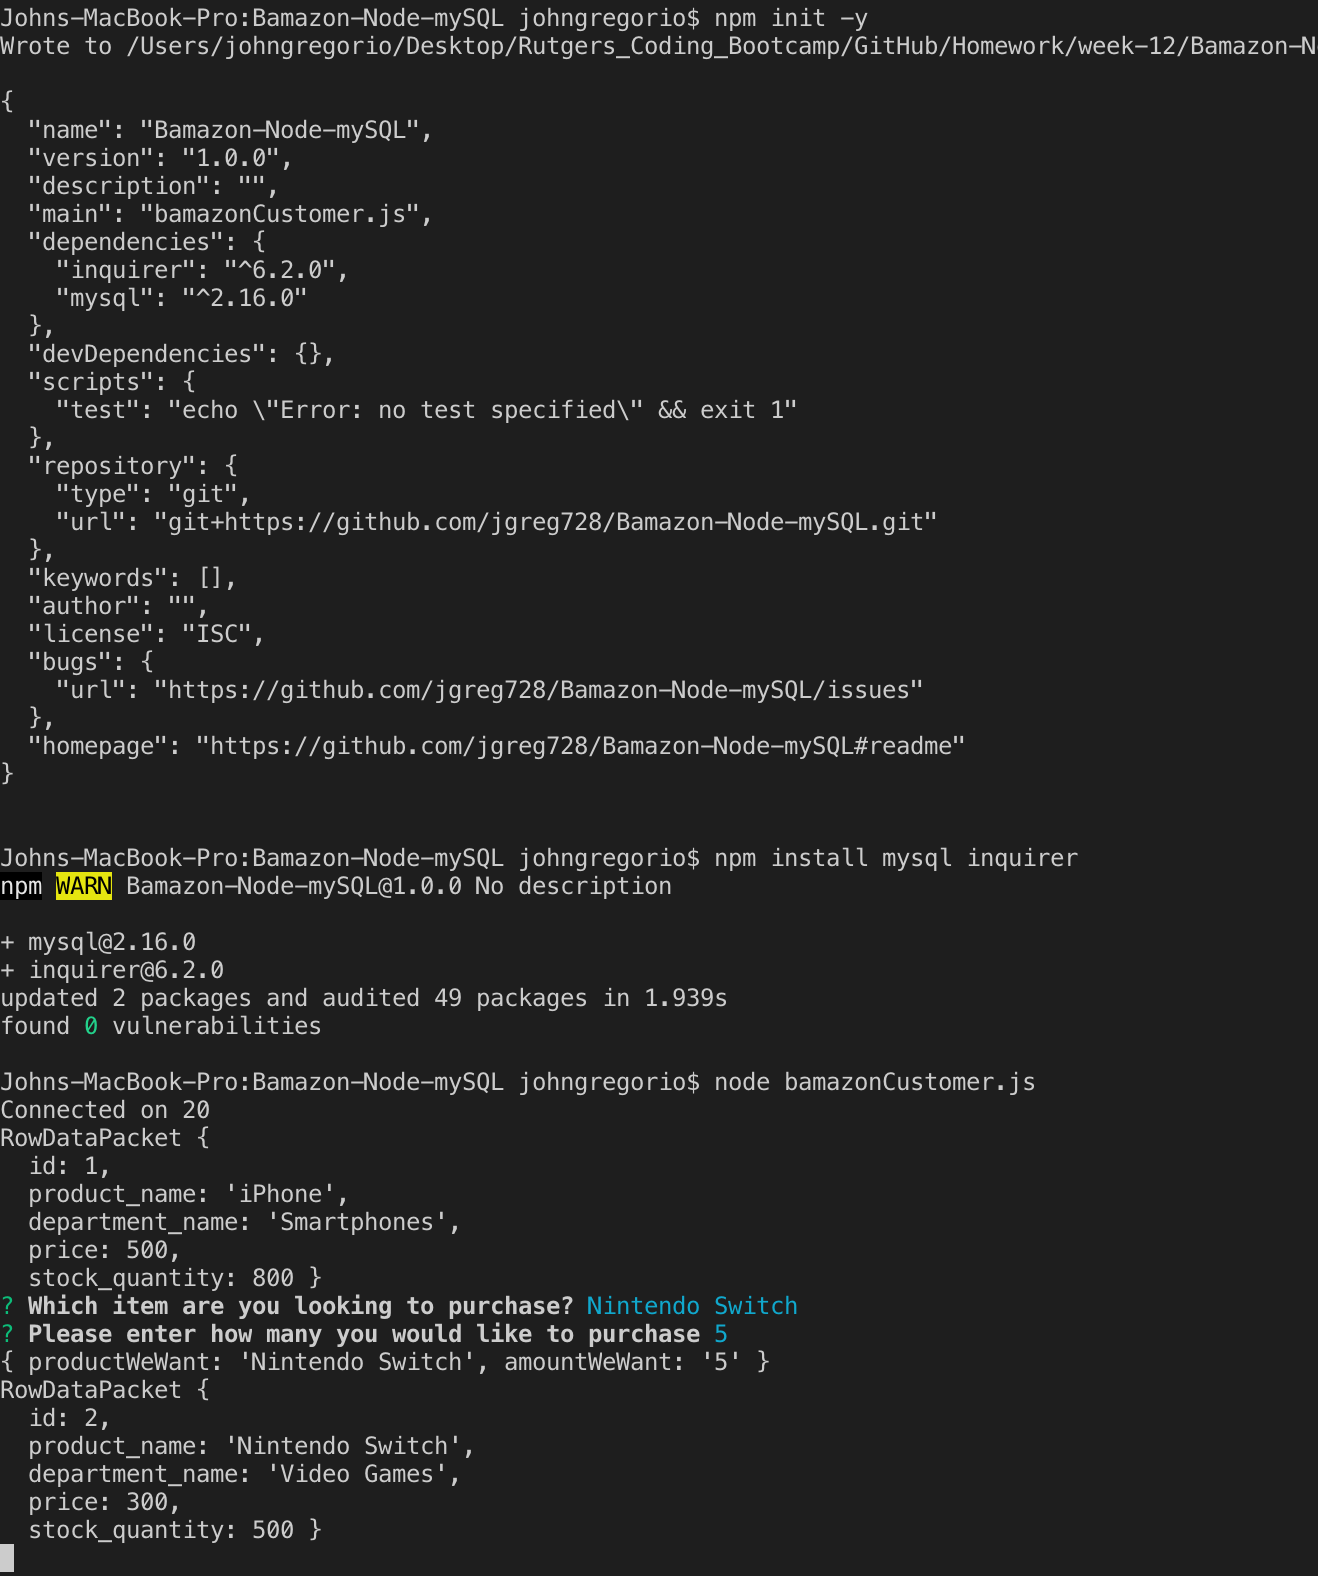 Johns-MacBook-Pro:Bamazon-Node-mySQL johngregorio$ npm init -y
Wrote to /Users/johngregorio/Desktop/Rutgers_Coding_Bootcamp/GitHub/Homework/week-12/Bamazon-N
{
  "name": "Bamazon-Node-mySQL",
  "version": "1.0.0",
  "description": "",
  "main": "bamazonCustomer.js",
  "dependencies": {
    "inquirer": "^6.2.0",
    "mysql": "^2.16.0"
  },
  "devDependencies": {},
  "scripts": {
    "test": "echo \"Error: no test specified\" && exit 1"
  },
  "repository": {
    "type": "git",
    "url": "git+https://github.com/jgreg728/Bamazon-Node-mySQL.git"
  },
  "keywords": [],
  "author": "",
  "license": "ISC",
  "bugs": {
    "url": "https://github.com/jgreg728/Bamazon-Node-mySQL/issues"
  },
  "homepage": "https://github.com/jgreg728/Bamazon-Node-mySQL#readme"
}
Johns-MacBook-Pro:Bamazon-Node-mySQL johngregorio$ npm install mysql inquirer
npm WARN Bamazon-Node-mySQL@1.0.0 No description
+ mysql@2.16.0
+ inquirer@6.2.0
updated 2 packages and audited 49 packages in 1.939s
found 0 vulnerabilities
Johns-MacBook-Pro:Bamazon-Node-mySQL johngregorio$ node bamazonCustomer.js
Connected on 20
RowDataPacket {
  id: 1,
  product_name: 'iPhone',
  department_name: 'Smartphones',
  price: 500,
  stock_quantity: 800 }
? Which item are you looking to purchase? Nintendo Switch
? Please enter how many you would like to purchase 5
{ productWeWant: 'Nintendo Switch', amountWeWant: '5' }
RowDataPacket {
  id: 2,
  product_name: 'Nintendo Switch',
  department_name: 'Video Games',
  price: 300,
  stock_quantity: 500 }